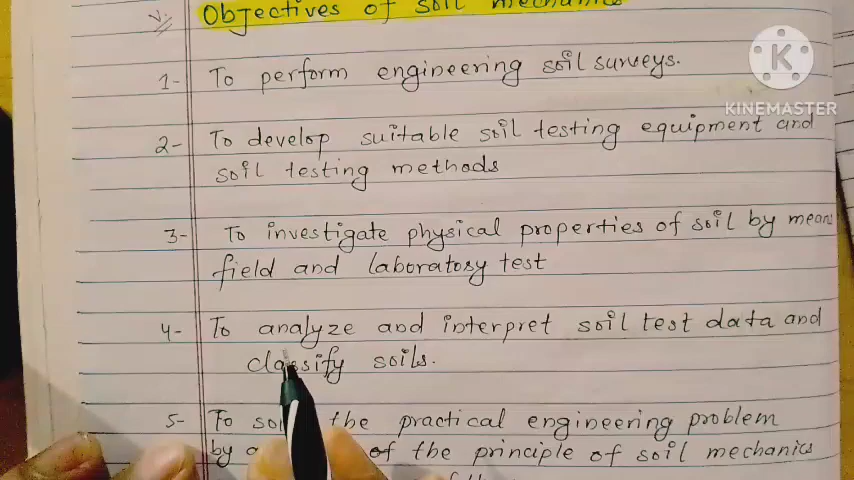 V.
Objectives of soil mechanics
K
KINEMASTER
1- To perform engineering soil surveys.
2- To develop suitable soil testing equipment and
soil testing methods
3- To investigate physical properties of soil by means
field and laboratory test
4- To analyze and interpret soil test data and
classify soils.
5- To the practical engineering problem
by of the principle of soil mechanics